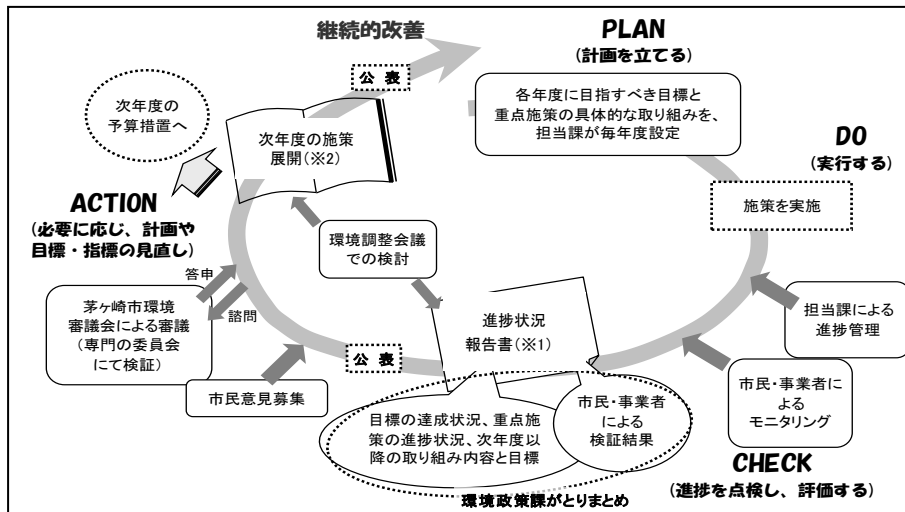 継続的改善
PLAN
(計画を立てる)
各年度に目指すべき目標と
重点施策の具体的な取り組みを、
担当課が毎年度設定
DO
(実行する)
施策を実施
担当課による
進捗管理
市民・事業者に
よる
モニタリング
CHECK
(進捗を点検し、評価する)
進捗状況
報告書(※1)
目標の達成状況、重点施
策の進捗状況、次年度以
降の取り組み内容と目標
市民・事業者
による
検証結果
環境政策課がとりまとめ
公表
環境調整会議
での検討
市民意見募集
茅ヶ崎市環境
審議会による審議
(専門の委員会
にて検証)
答申
諮問
ACTION
(必要に応じ、計画や
目標・指標の見直し)
次年度の施策
展開(※2)
公表
次年度の
予算措置へ